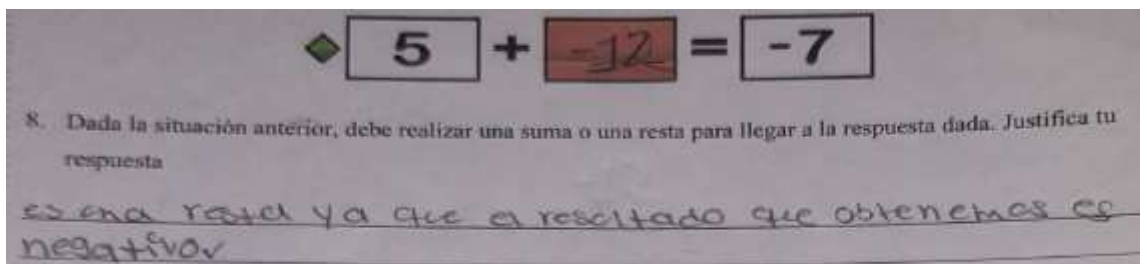 5 + -12 = -7
8. Dada la situación anterior, debe realizar una suma o una resta para llegar a la respuesta dada. Justifica tu
respuesta
es una resta ya que el resultado que obtenemos es
negativo